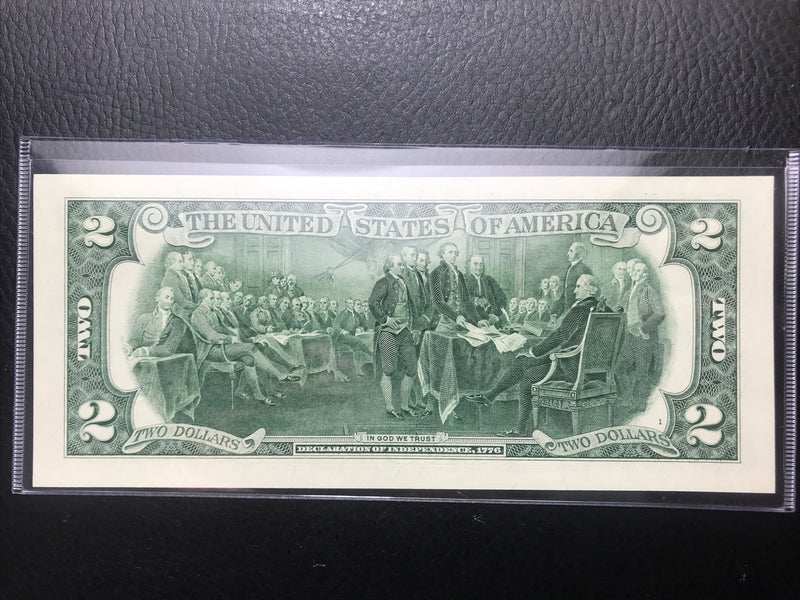 THE UNITED STATES OF AMERICA
2
2
TWO
TWO
2
2
1
TWO DOLLARS
IN GOD WE TRUST
TWO DOLLARS
DECLARATION OF INDEPENDENCE, 1776